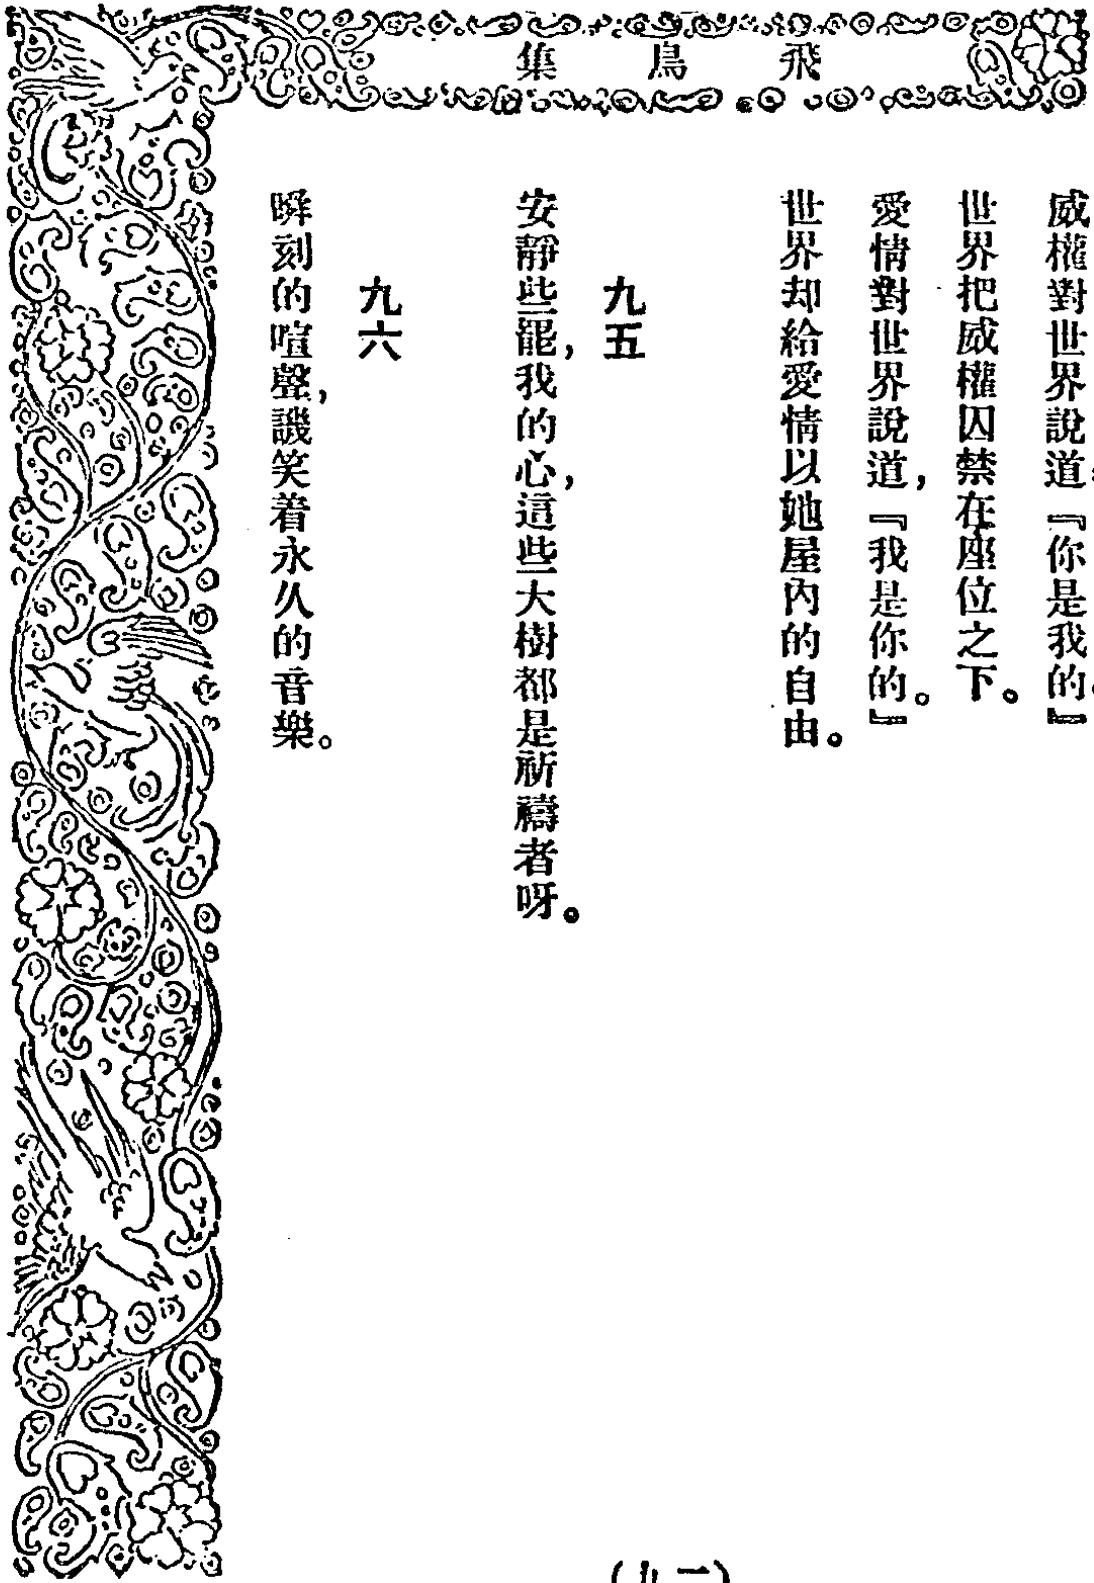 飛鳥集
威權對世界說道,『你是我的。』
世界把威權囚禁在座位之下。
愛情對世界說道,『我是你的。』
世界却給愛情以她屋內的自由。
九五
安靜些罷,我的心,這些大樹都是祈禱者呀。
九六
瞬刻的喧聲,譏笑着永久的音樂。